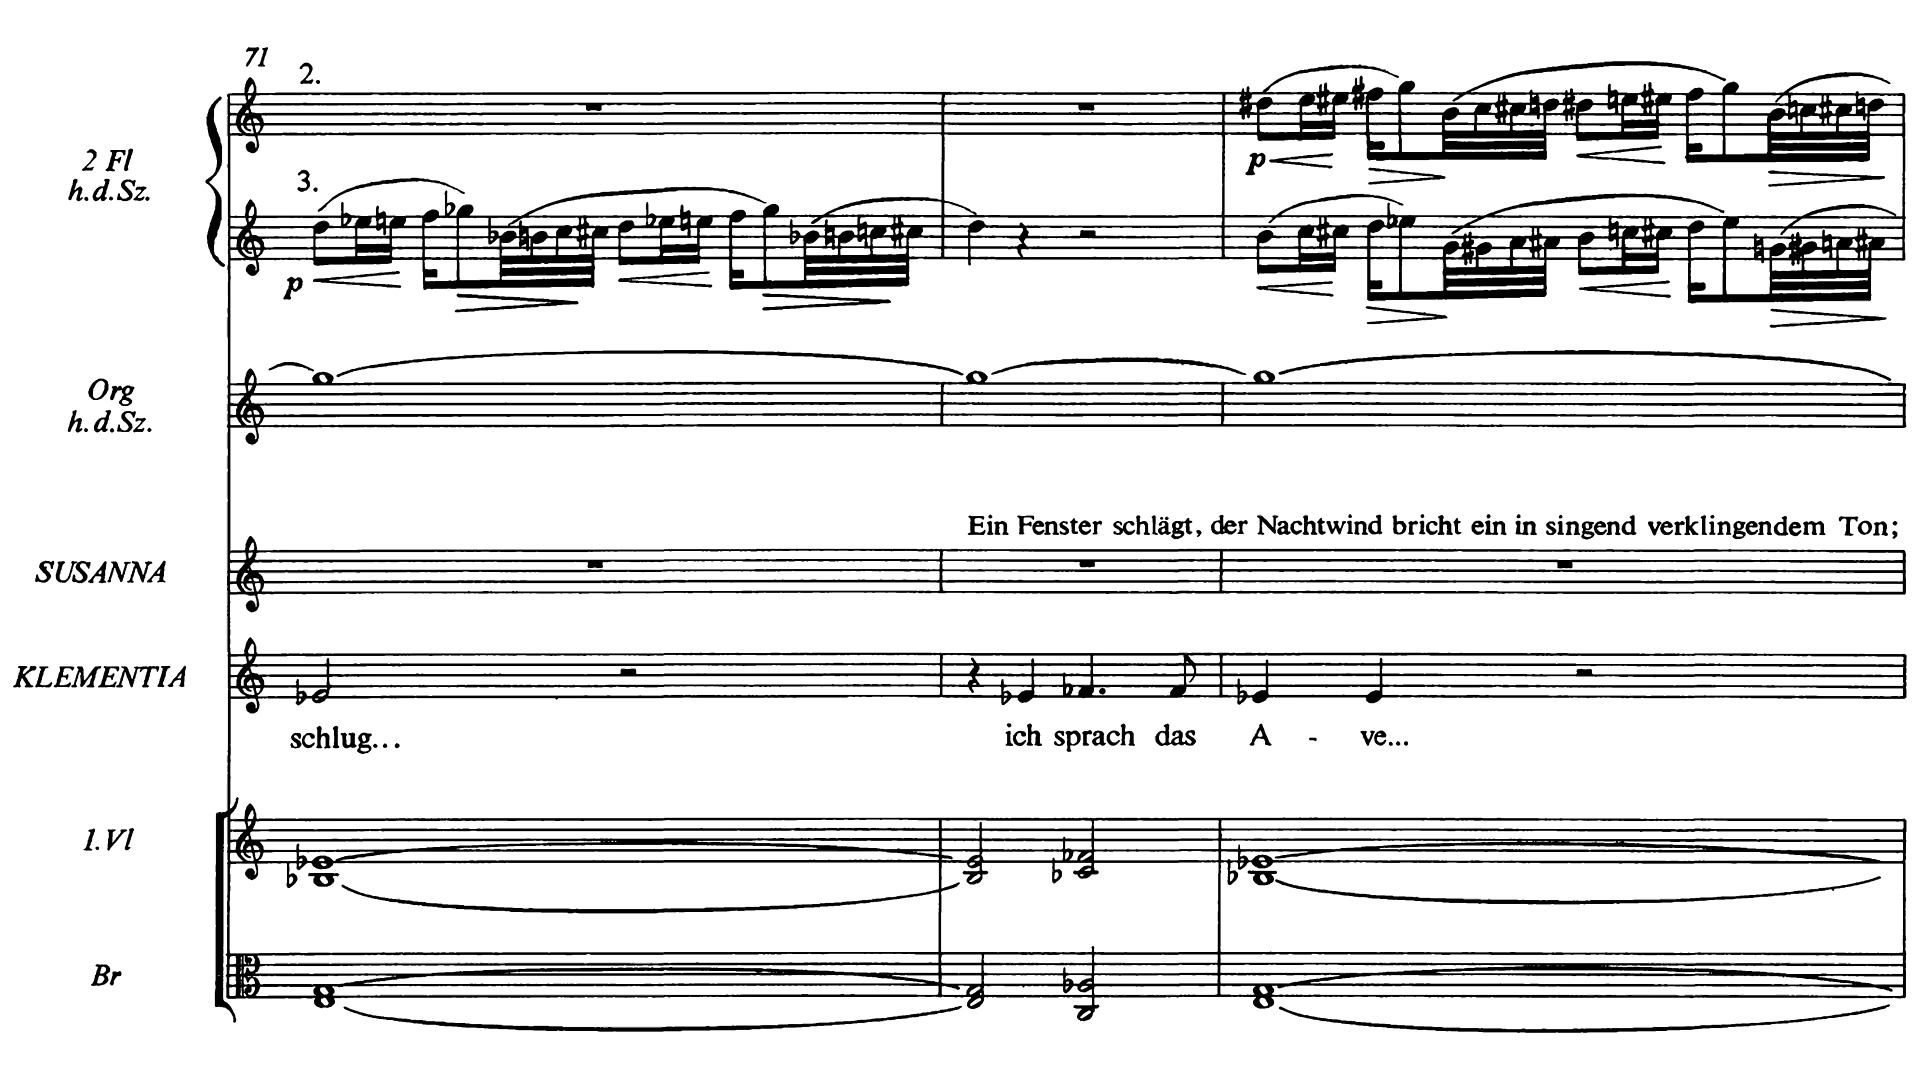 71
2.
2 Fl
h.d.Sz.
3.
p
p
Org
h.d.Sz.
Ein Fenster schlägt, der Nachtwind bricht ein in singend verklingendem Ton;
SUSANNA
KLEMENTIA
schlug... ich sprach das A - ve...
1.Vl
Br